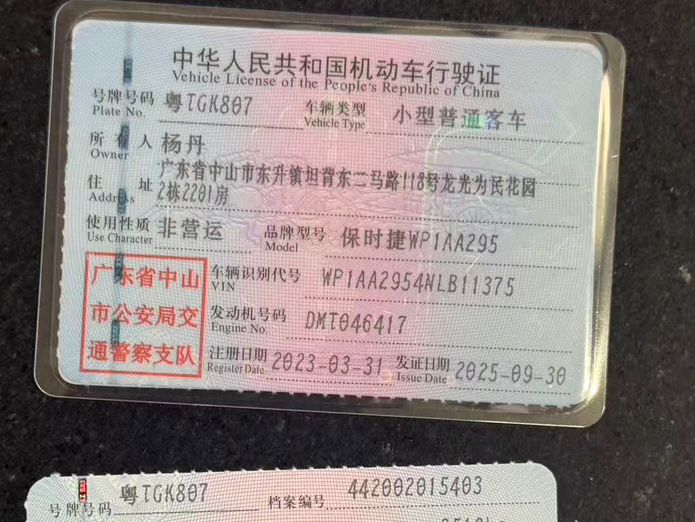 中华人民共和国机动车行驶证
Vehicle License of the People's Republic of China
号牌号码 粤TGK807 车辆类型 小型普通客车
Plate No. Vehicle Type
所有人 杨丹
Owner
住址 广东省中山市东升镇坦背东二马路118号龙光为民花园
Address 2栋2201房
使用性质 非营运 品牌型号 保时捷WP1AA295
Use Character Model
广东省中山
市公安局交
通警察支队
车辆识别代号 WP1AA2954NLB11375
VIN
发动机号码 DMT046417
Engine No.
注册日期 2023-03-31 发证日期 2025-09-30
Register Date Issue Date
号牌号码 粤TGK807 档案编号 442002015403